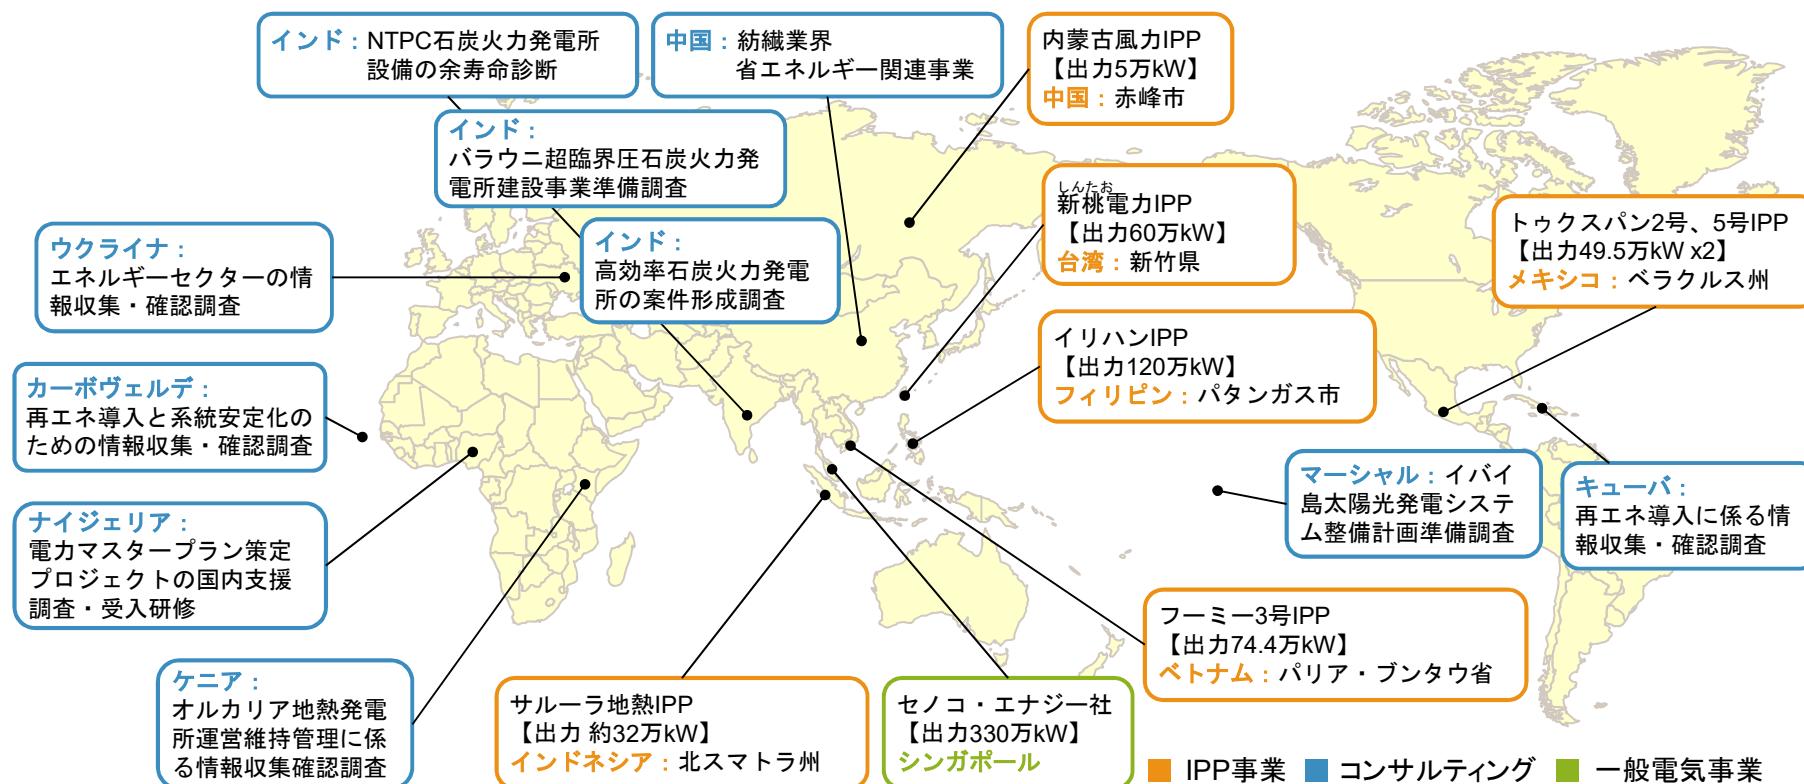 インド：NTPC石炭火力発電所
設備の余寿命診断
中国：紡繊業界
省エネルギー関連事業
内蒙古風力IPP
【出力5万kW】
中国：赤峰市
インド：
バラウニ超臨界圧石炭火力発
電所建設事業準備調査
しんたお
新桃電力IPP
【出力60万kW】
台湾：新竹県
トゥクスパン2号、5号IPP
【出力49.5万kW x2】
メキシコ：ベラクルス州
ウクライナ：
エネルギーセクターの情
報収集・確認調査
インド：
高効率石炭火力発電
所の案件形成調査
イリハンIPP
【出力120万kW】
フィリピン：パタンガス市
カーボヴェルデ：
再エネ導入と系統安定化の
ための情報収集・確認調査
マーシャル：イバイ
島太陽光発電システ
ム整備計画準備調査
キューバ：
再エネ導入に係る情
報収集・確認調査
ナイジェリア：
電力マスタープラン策定
プロジェクトの国内支援
調査・受入研修
フーミー3号IPP
【出力74.4万kW】
ベトナム：パリア・ブンタウ省
ケニア：
オルカリア地熱発電
所運営維持管理に係
る情報収集確認調査
サルーラ地熱IPP
【出力 約32万kW】
インドネシア：北スマトラ州
セノコ・エナジー社
【出力330万kW】
シンガポール
IPP事業 コンサルティング 一般電気事業